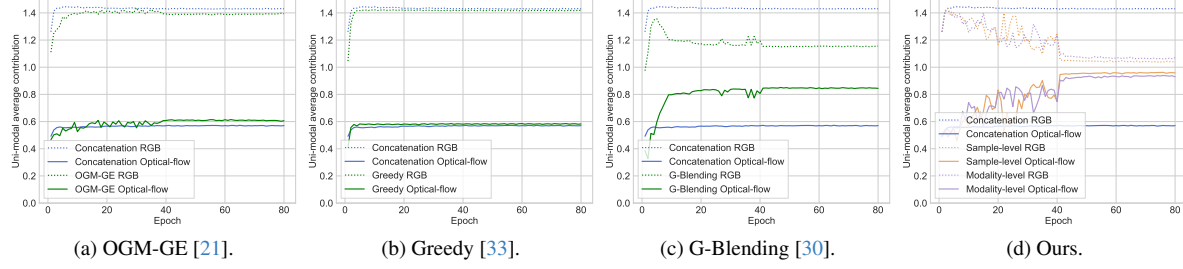 Uni-modal average contribution
1.4
1.2
1.0
0.8
0.6
0.4
0.2
0.0
Concatenation RGB
Concatenation Optical-flow
OGM-GE RGB
OGM-GE Optical-flow
0 20 40 60 80
Epoch
(a) OGM-GE [21].
Uni-modal average contribution
1.4
1.2
1.0
0.8
0.6
0.4
0.2
0.0
Concatenation RGB
Concatenation Optical-flow
Greedy RGB
Greedy Optical-flow
0 20 40 60 80
Epoch
(b) Greedy [33].
Uni-modal average contribution
1.4
1.2
1.0
0.8
0.6
0.4
0.2
0.0
Concatenation RGB
Concatenation Optical-flow
G-Blending RGB
G-Blending Optical-flow
0 20 40 60 80
Epoch
(c) G-Blending [30].
Uni-modal average contribution
1.4
1.2
1.0
0.8
0.6
0.4
0.2
0.0
Concatenation RGB
Concatenation Optical-flow
Sample-level RGB
Sample-level Optical-flow
Modality-level RGB
Modality-level Optical-flow
0 20 40 60 80
Epoch
(d) Ours.